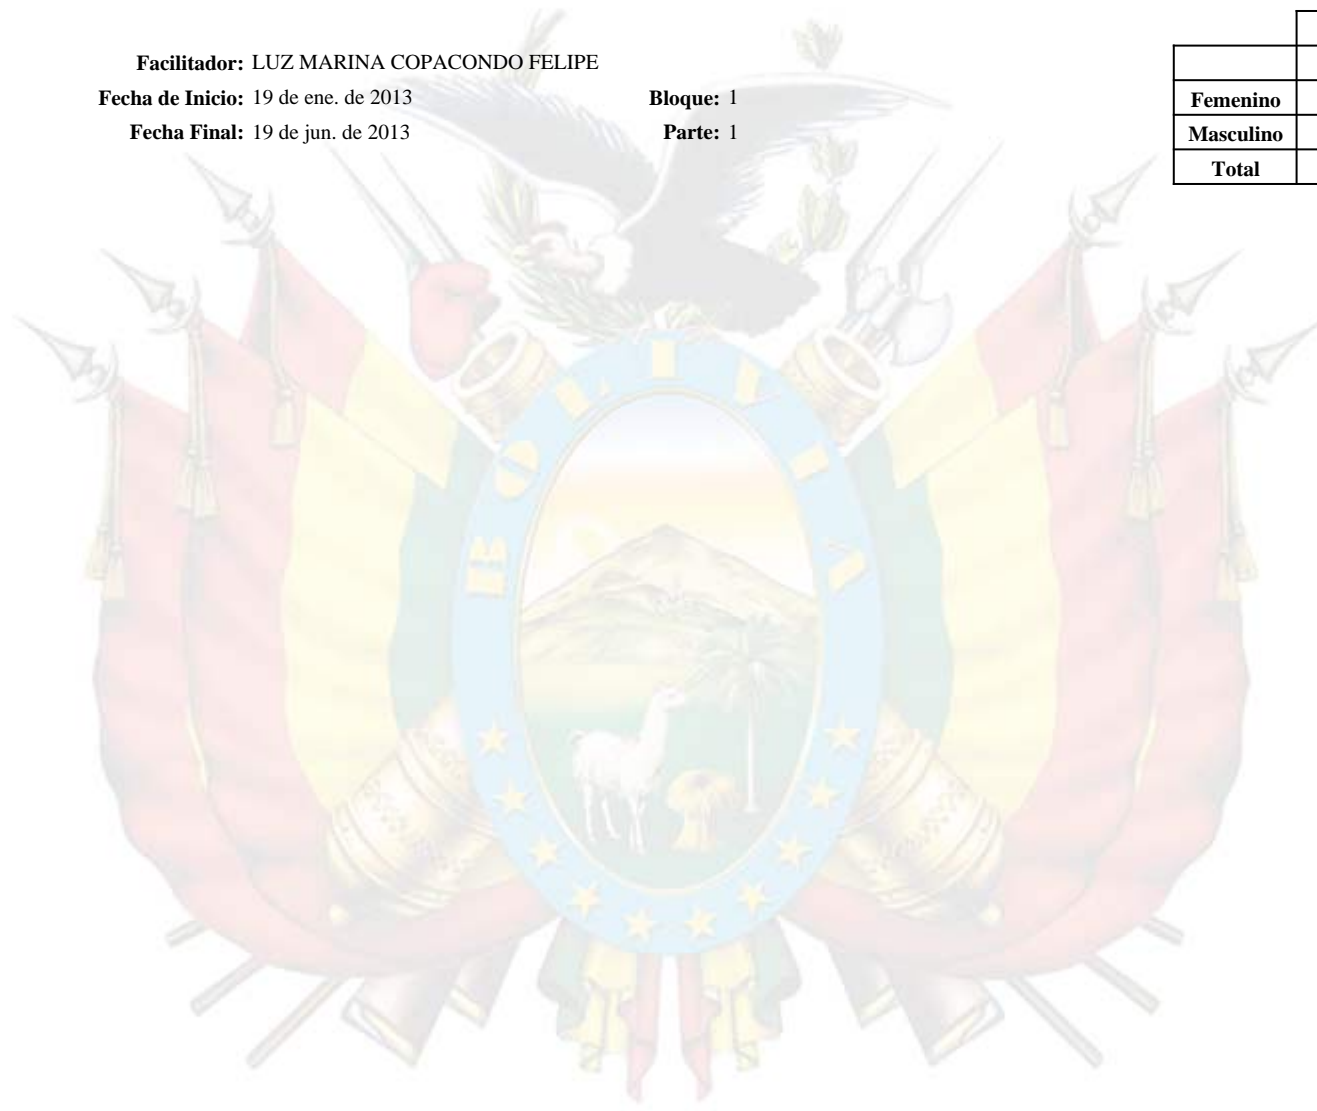 Facilitador: LUZ MARINA COPACONDO FELIPE
Fecha de Inicio: 19 de ene. de 2013 Bloque: 1
Fecha Final: 19 de jun. de 2013 Parte: 1
Femenino
Masculino
Total
BOLIVIA